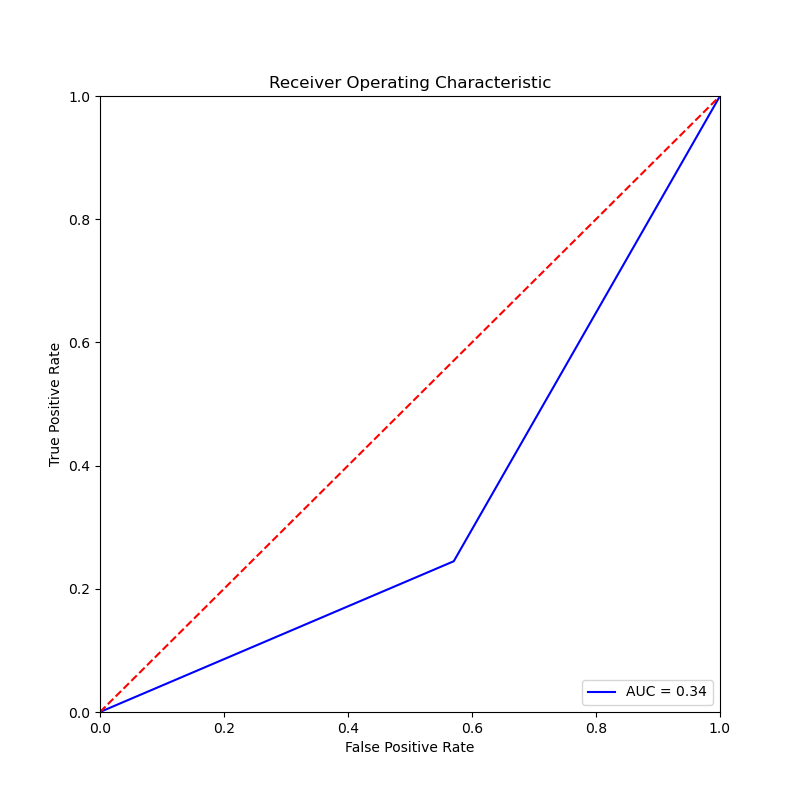 Receiver Operating Characteristic
1.0
0.8
0.6
0.4
0.2
0.0
True Positive Rate
AUC = 0.34
0.0 0.2 0.4 0.6 0.8 1.0
False Positive Rate